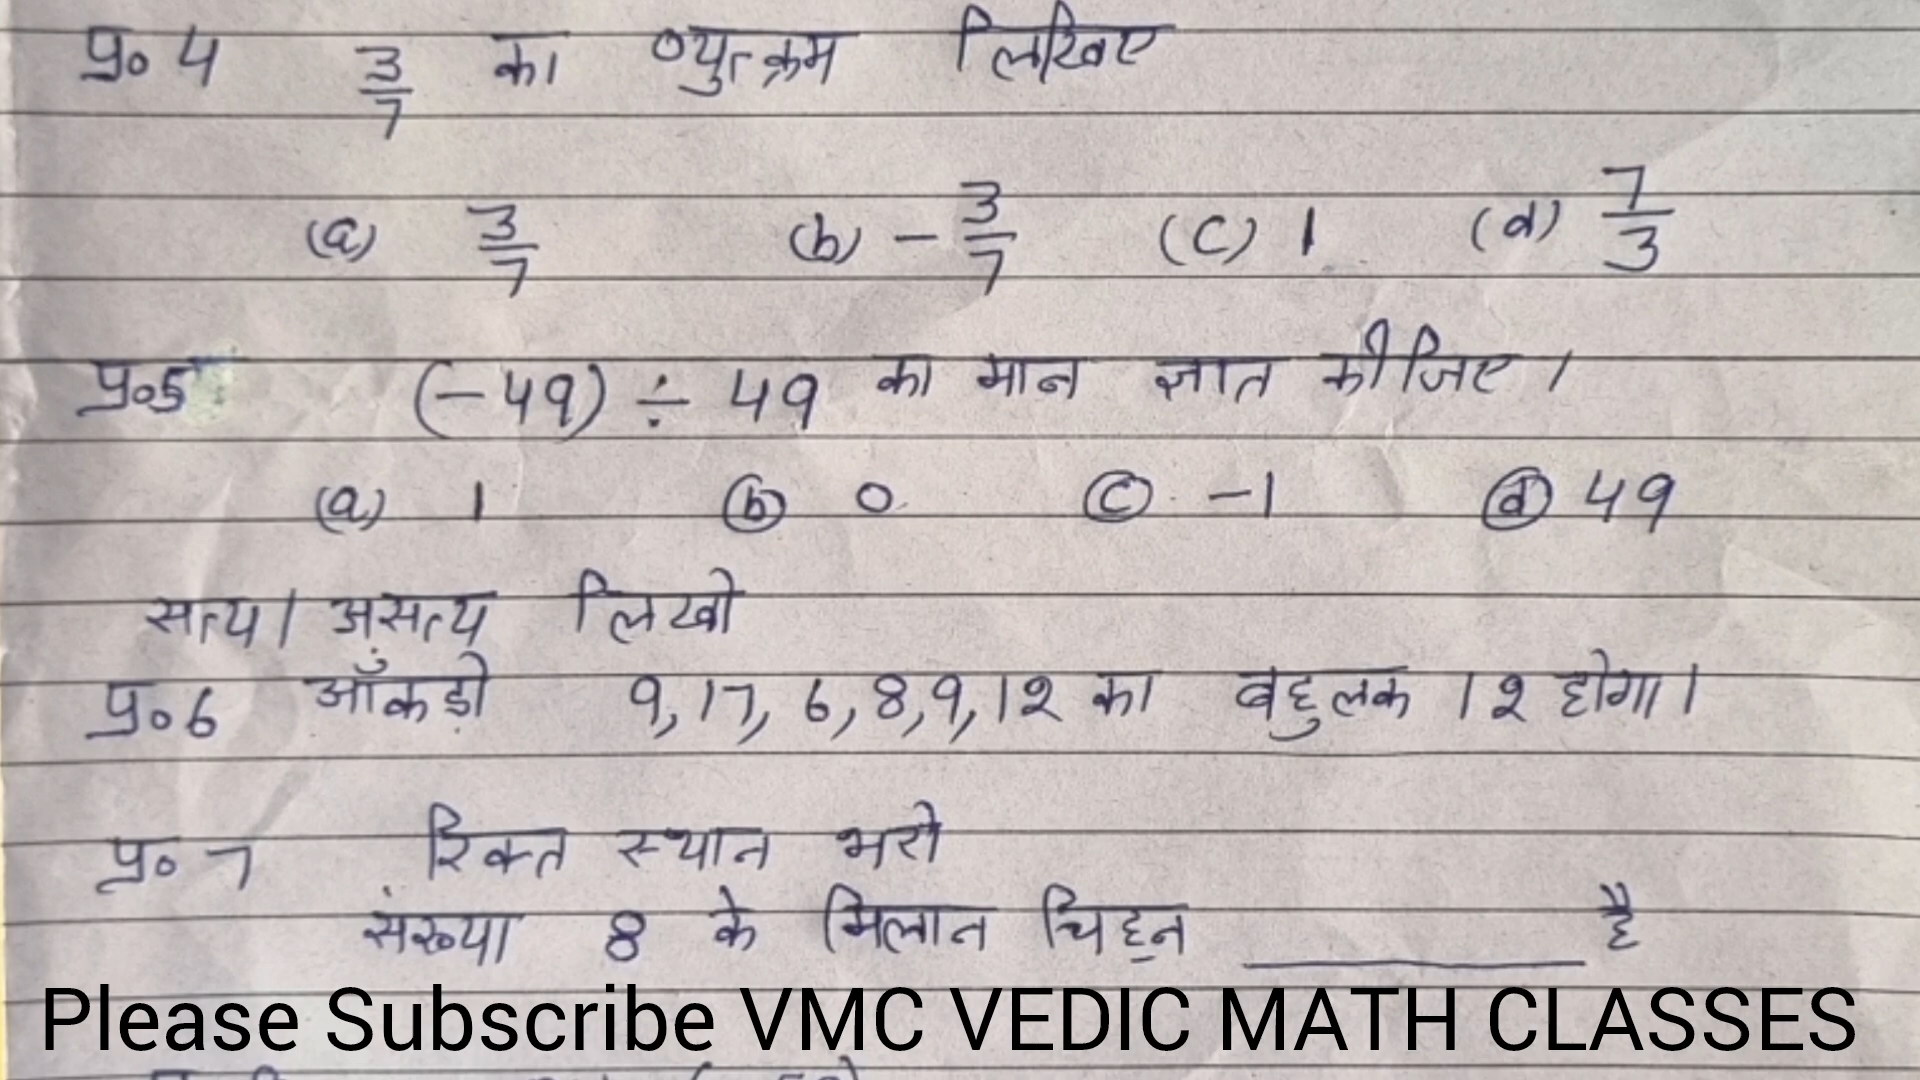 प्र० 4 3/7 का व्युत्क्रम लिखिए
(a) 3/7 (b) -3/7 (c) 1 (d) 7/3
प्र०5 (-49) ÷ 49 का मान ज्ञात कीजिए।
(a) 1 (b) 0 (c) -1 (d) 49
सत्य/असत्य लिखो
प्र०6 आँकडो 9, 17, 6, 8, 9, 12 का बहुलक 12 होगा।
प्र० 7 रिक्त स्थान भरो
संख्या 8 के मिलान चिह्न ________ है
Please Subscribe VMC VEDIC MATH CLASSES